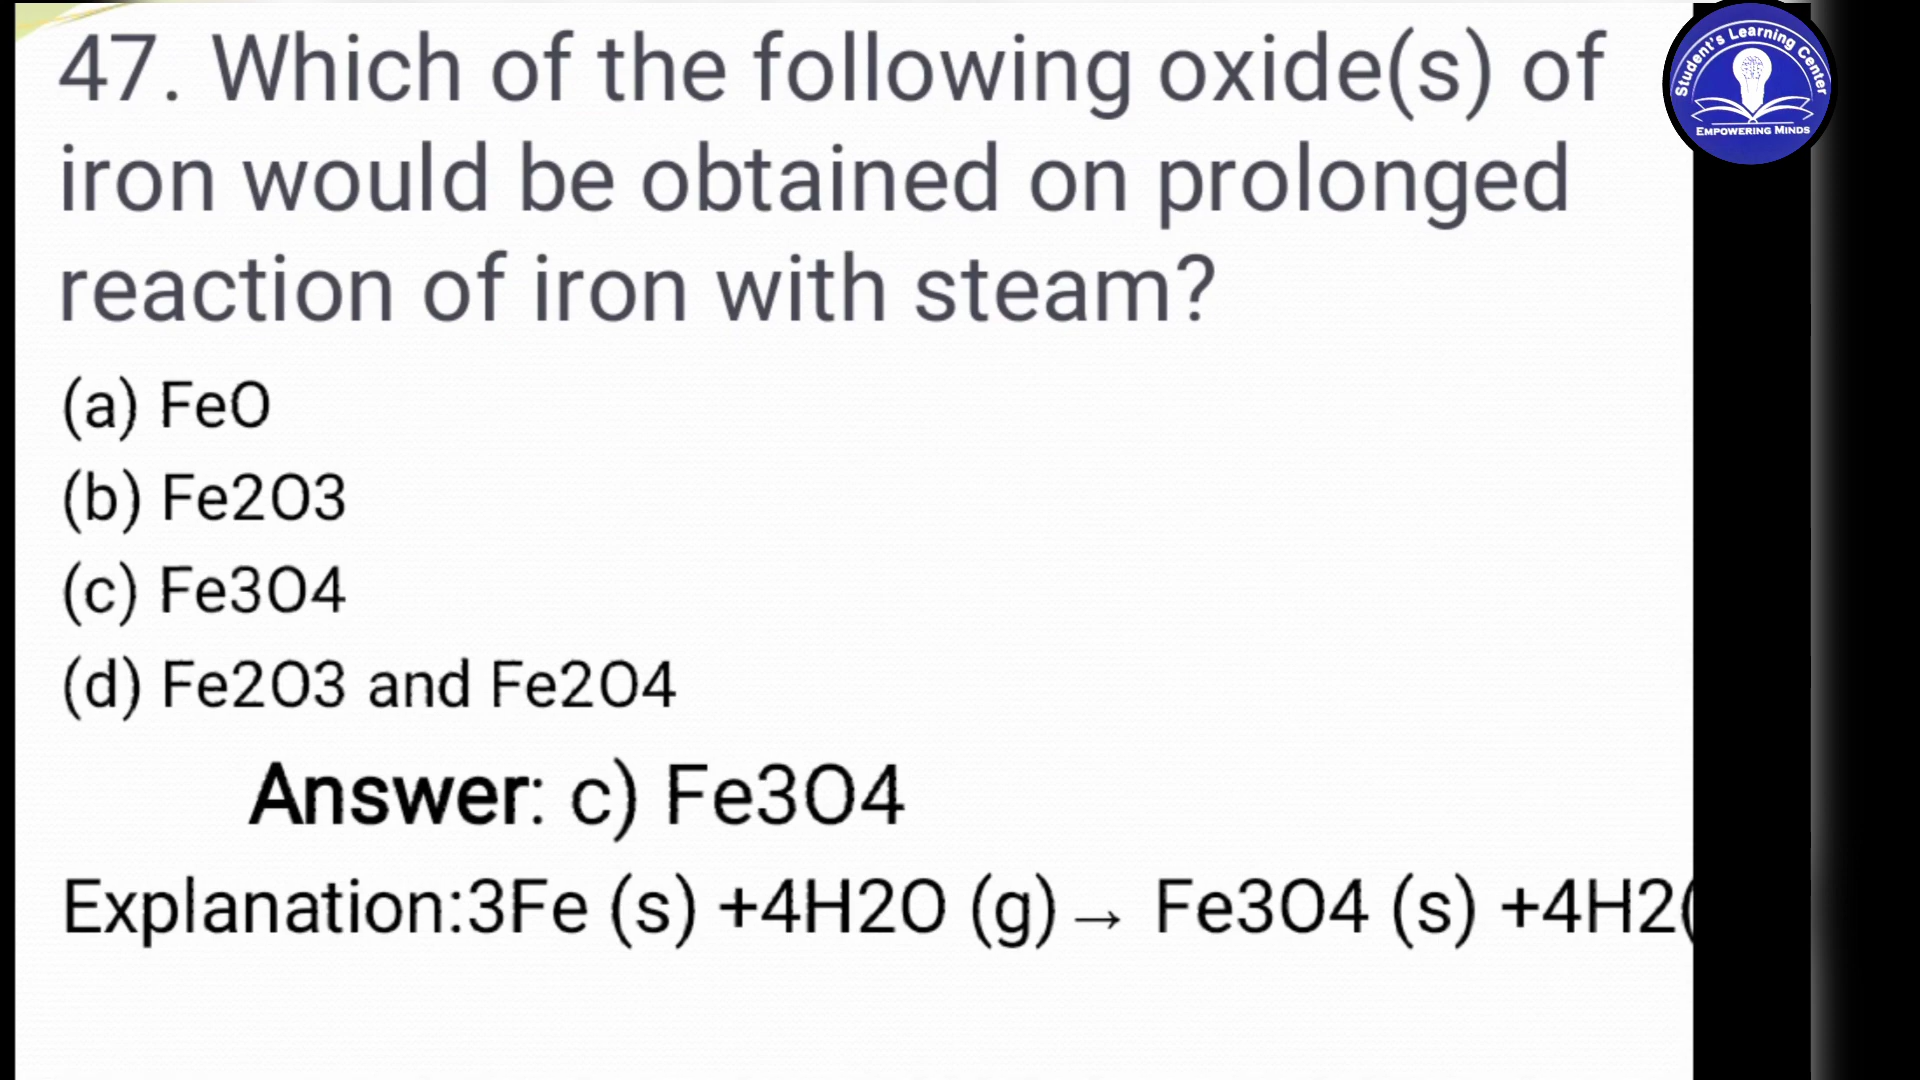 47. Which of the following oxide(s) of
iron would be obtained on prolonged
reaction of iron with steam?
(a) FeO
(b) Fe2O3
(c) Fe3O4
(d) Fe2O3 and Fe2O4
Answer: c) Fe3O4
Explanation:3Fe (s) +4H2O (g)→ Fe3O4 (s) +4H2(
Student's Learning Center
EMPOWERING MINDS